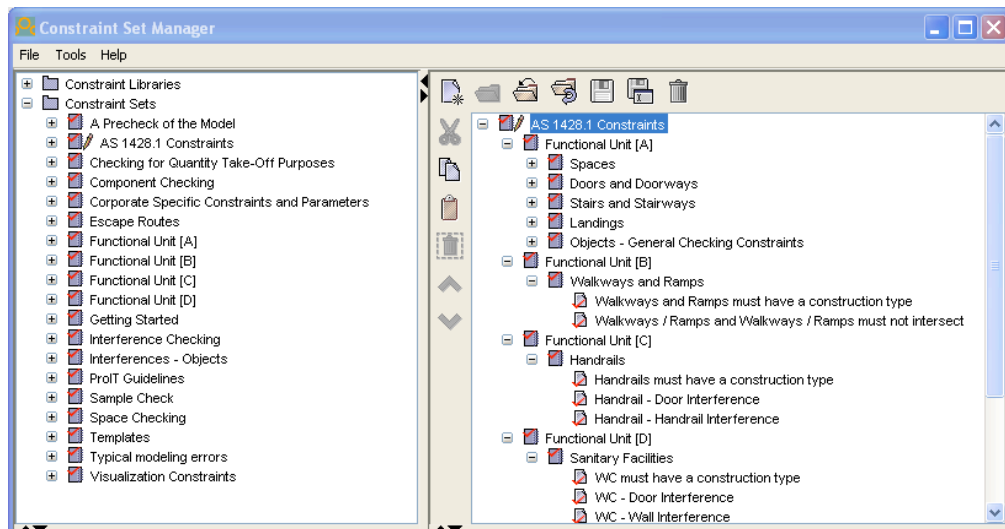 Constraint Set Manager
File Tools Help
Constraint Libraries
Constraint Sets
A Precheck of the Model
AS 1428.1 Constraints
Checking for Quantity Take-Off Purposes
Component Checking
Corporate Specific Constraints and Parameters
Escape Routes
Functional Unit [A]
Functional Unit [B]
Functional Unit [C]
Functional Unit [D]
Getting Started
Interference Checking
Interferences - Objects
ProIT Guidelines
Sample Check
Space Checking
Templates
Typical modeling errors
Visualization Constraints
AS 1428.1 Constraints
Functional Unit [A]
Spaces
Doors and Doorways
Stairs and Stairways
Landings
Objects - General Checking Constraints
Functional Unit [B]
Walkways and Ramps
Walkways and Ramps must have a construction type
Walkways / Ramps and Walkways / Ramps must not intersect
Functional Unit [C]
Handrails
Handrails must have a construction type
Handrail - Door Interference
Handrail - Handrail Interference
Functional Unit [D]
Sanitary Facilities
WC must have a construction type
WC - Door Interference
WC - Wall Interference